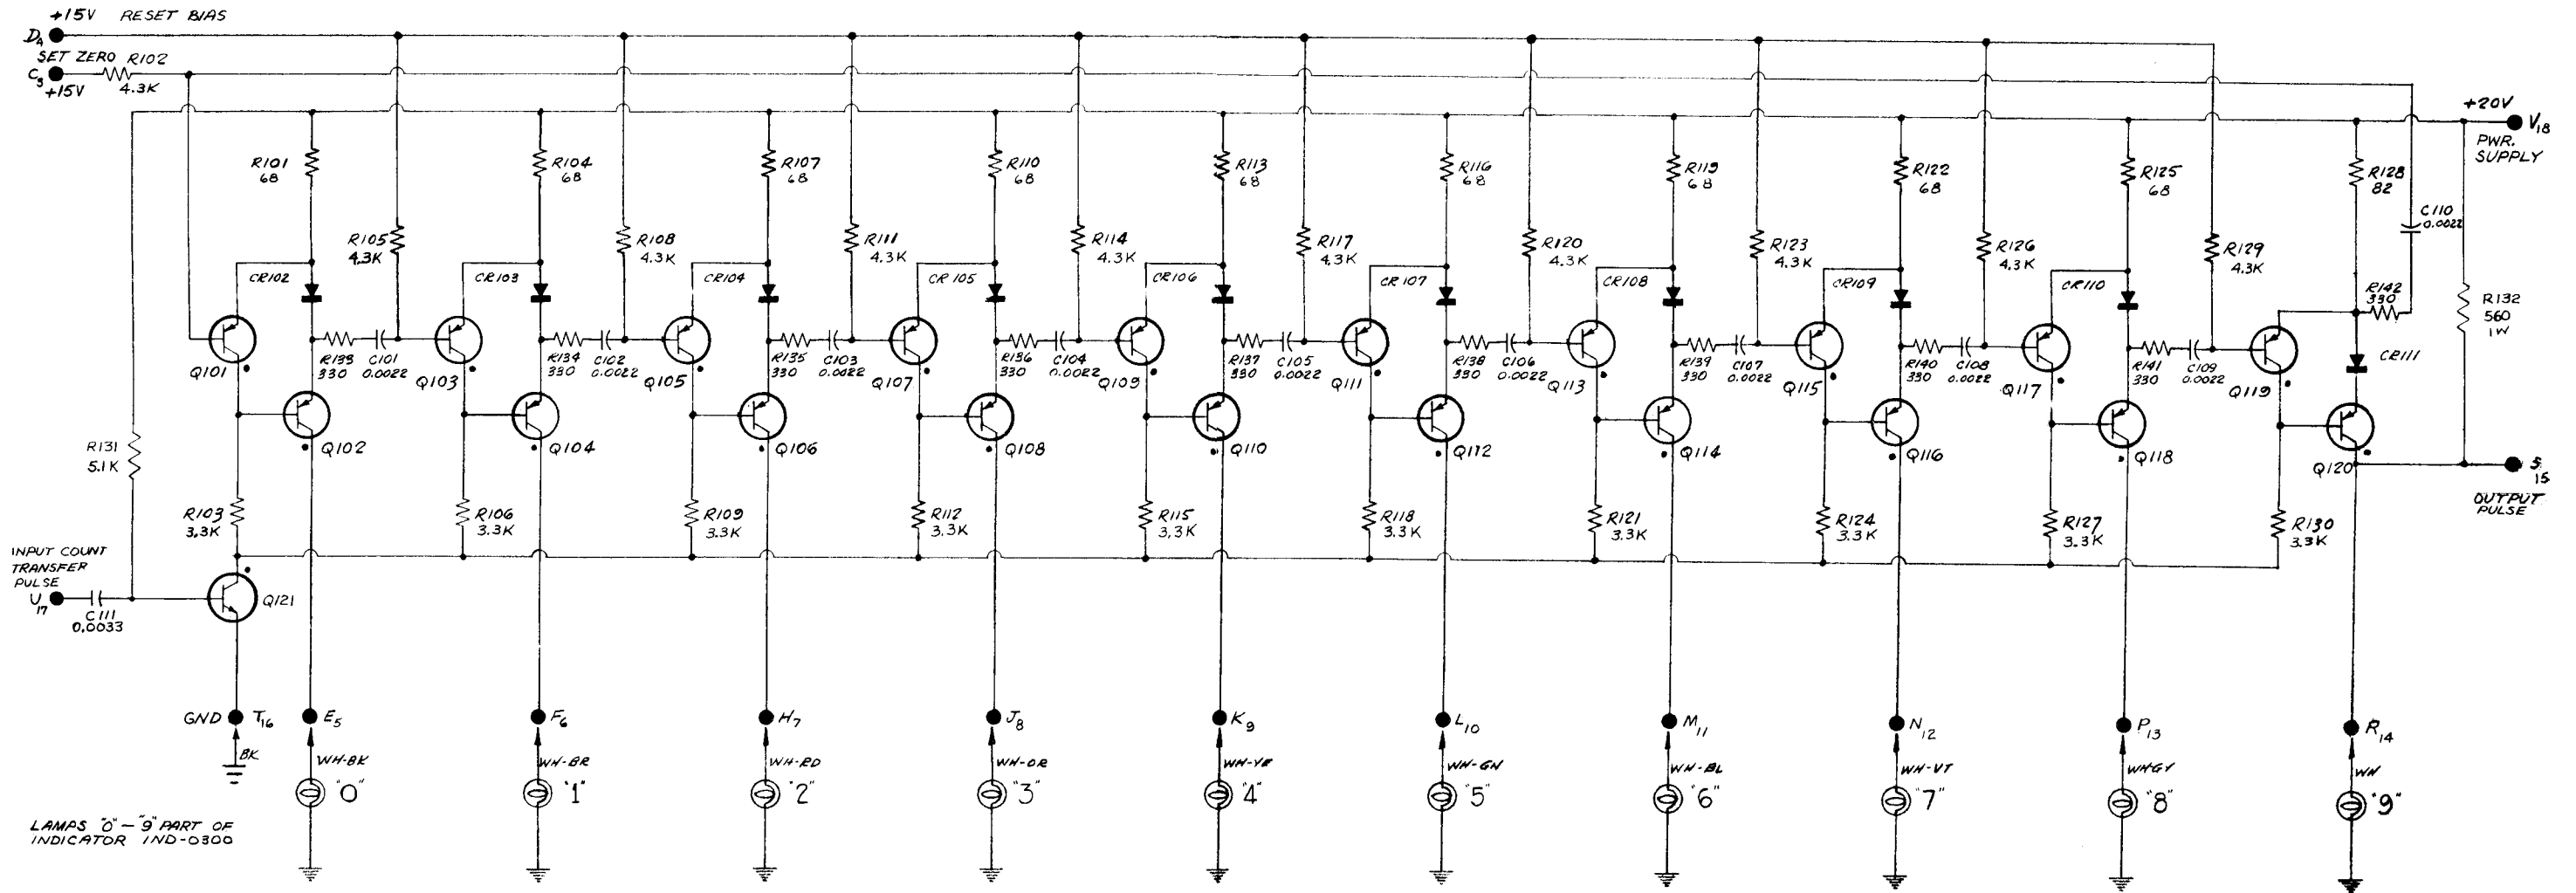 +15V RESET BIAS
D4
SET ZERO R102
C3
4.3K
+15V
+20V
V18
PWR.
SUPPLY
R101
68
R104
68
R107
68
R110
68
R113
68
R116
68
R119
68
R122
68
R125
68
R128
82
C110
0.0022
R105
4.3K
R108
4.3K
R111
4.3K
R114
4.3K
R117
4.3K
R120
4.3K
R123
4.3K
R126
4.3K
R129
4.3K
R142
330
R132
560
1W
CR102
CR103
CR104
CR105
CR106
CR107
CR108
CR109
CR110
CR111
R133
330
C101
0.0022
R134
330
C102
0.0022
R135
330
C103
0.0022
R136
330
C104
0.0022
R137
330
C105
0.0022
R138
330
C106
0.0022
R139
330
C107
0.0022
R140
330
C108
0.0022
R141
330
C109
0.0022
Q101
Q103
Q105
Q107
Q109
Q111
Q113
Q115
Q117
Q119
Q102
Q104
Q106
Q108
Q110
Q112
Q114
Q116
Q118
Q120
R131
5.1K
S15
OUTPUT
PULSE
R103
3.3K
R106
3.3K
R109
3.3K
R112
3.3K
R115
3.3K
R118
3.3K
R121
3.3K
R124
3.3K
R127
3.3K
R130
3.3K
INPUT COUNT
TRANSFER
PULSE
U17
C111
0.0033
Q121
GND T16
E5
F6
H7
J8
K9
L10
M11
N12
P13
R14
BK
WH-BK
WH-BR
WH-RD
WH-OR
WH-YE
WH-GN
WH-BL
WH-VT
WHGY
WH
"0"
"1"
"2"
"3"
"4"
"5"
"6"
"7"
"8"
"9"
LAMPS "0"-"9" PART OF
INDICATOR IND-0300